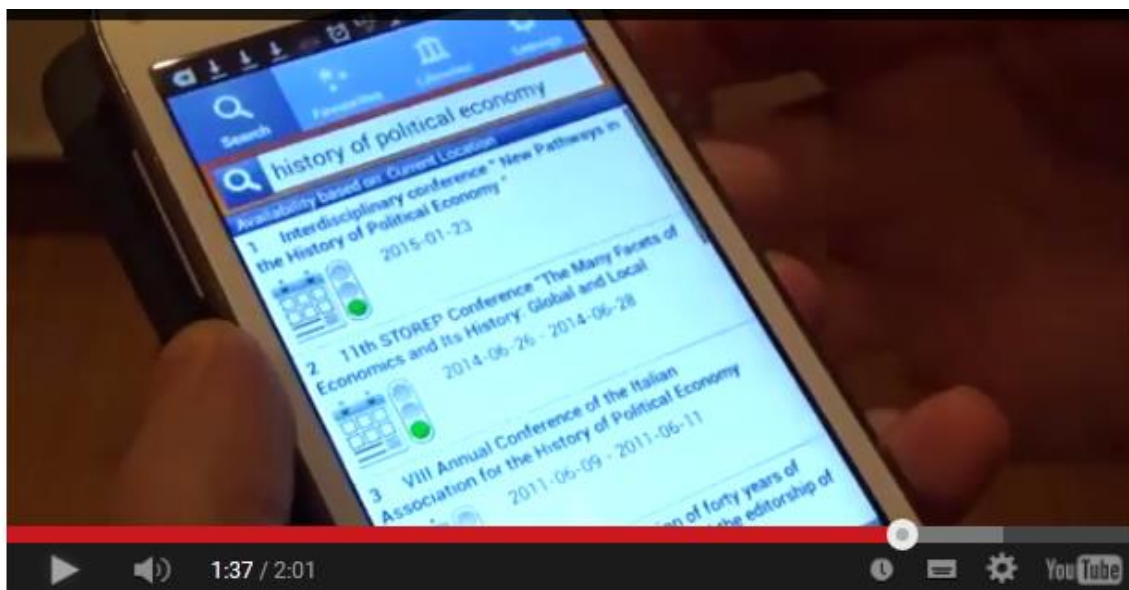 Search
Favourites
Libraries
Settings
history of political economy
Availability based on: Current Location
1 Interdisciplinary conference "New Pathways in
the History of Political Economy"
2015-01-23
2 11th STOREP Conference "The Many Facets of
Economics and Its History: Global and Local
2014-06-26 - 2014-06-28
3 VIII Annual Conference of the Italian
Association for the History of Political Economy
2011-06-09 - 2011-06-11
of forty years of
the editorship of
1:37 / 2:01
YouTube